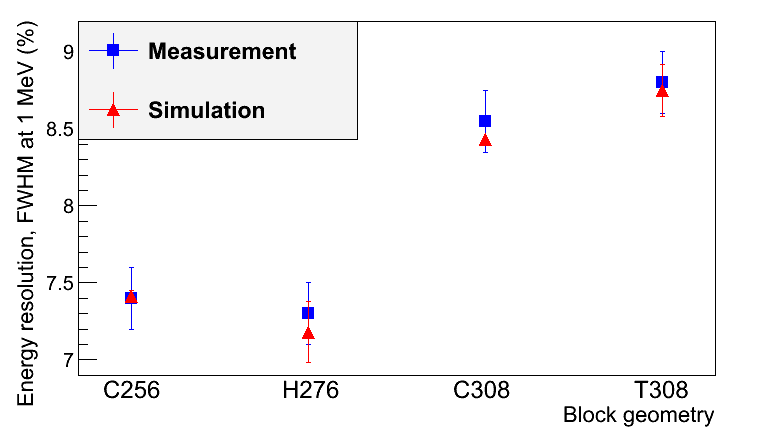 Energy resolution, FWHM at 1 MeV (%)
9
8.5
8
7.5
7
Measurement
Simulation
C256 H276 C308 T308
Block geometry